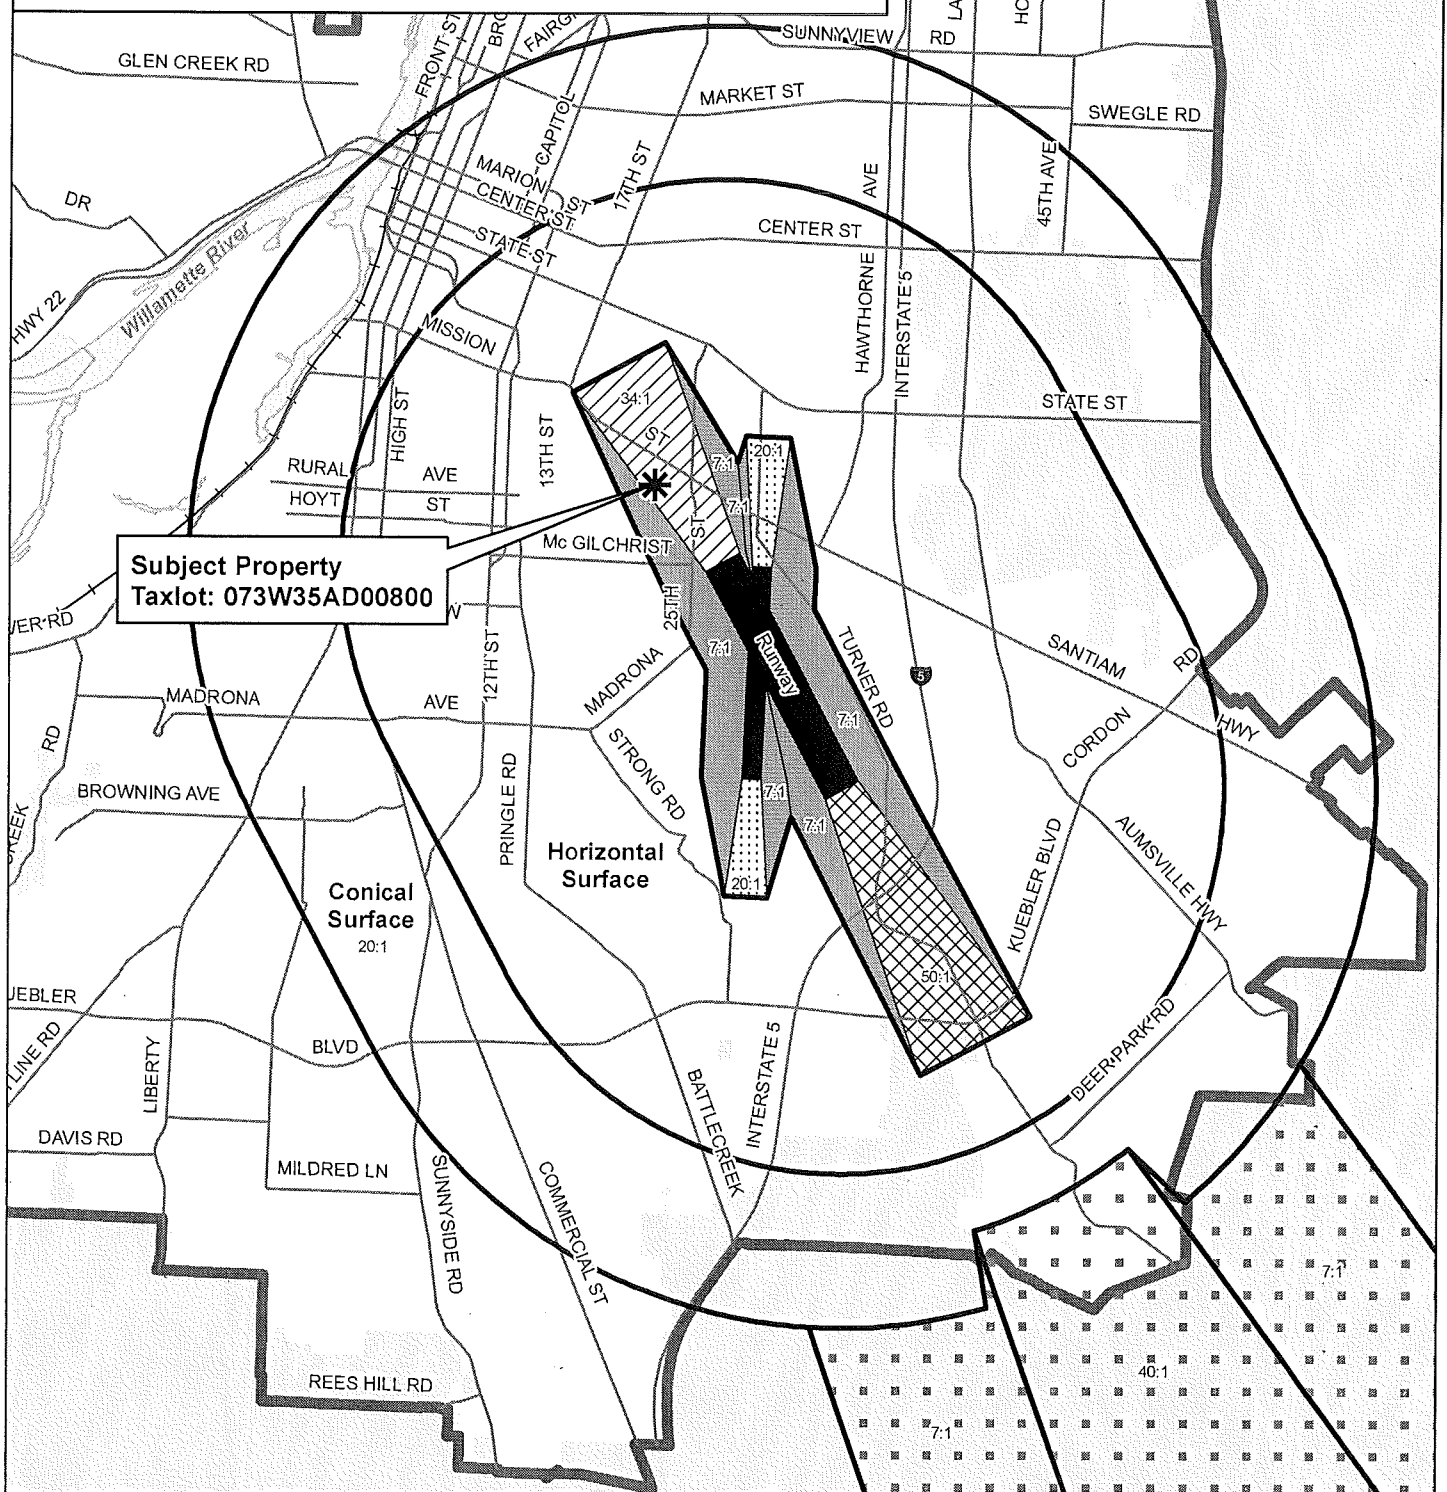 FRONT ST
LA
SUNNYVIEW RD
GLEN CREEK RD
MARKET ST
SWEGLE RD
CAPITOL
17TH ST
MARION ST
CENTER ST
STATE ST
CENTER ST
45TH AVE
HAWTHORNE AVE
INTERSTATE 5
DR
Willamette River
HWY 22
MISSION ST
34:1
STATE ST
HIGH ST
13TH ST
7:1
20:1
7:1
RURAL AVE
HOYT ST
Mc GILCHRIST ST
Subject Property
Taxlot: 073W35AD00800
W
25TH
7:1
Runway
TURNER RD
SANTIAM HWY
5
12TH ST
MADRONA
MADRONA AVE
7:1
CORDON RD
RD
STRONG RD
PRINGLE RD
BROWNING AVE
7:1
7:1
AUMSVILLE HWY
KUEBLER BLVD
Horizontal
Surface
20:1
Conical
Surface
20:1
50:1
BLVD
LIBERTY
INTERSTATE 5
DEER PARK RD
BATTLECREEK
DAVIS RD
MILDRED LN
SUNNYSIDE RD
COMMERCIAL ST
7:1
40:1
REES HILL RD
7:1